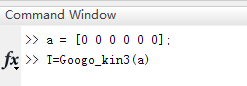 Command Window
>> a = [0 0 0 0 0 0];
fx >> T=Googo_kin3(a)